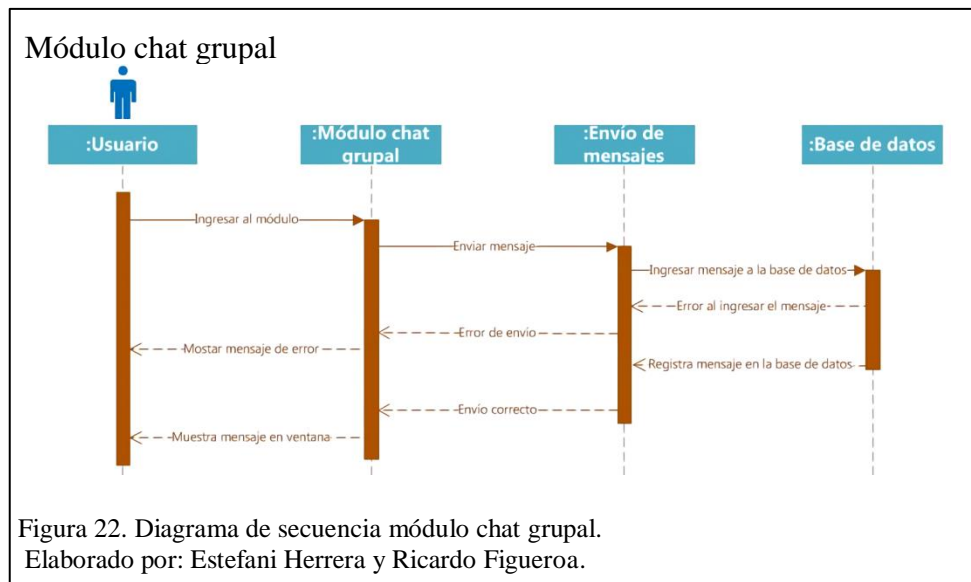 Módulo chat grupal
:Usuario
:Módulo chat
grupal
:Envío de
mensajes
:Base de datos
Ingresar al módulo
Enviar mensaje
Ingresar mensaje a la base de datos
Error al ingresar el mensaje
Error de envio
Mostar mensaje de error
Registra mensaje en la base de datos
Envío correcto
Muestra mensaje en ventana
Figura 22. Diagrama de secuencia módulo chat grupal.
Elaborado por: Estefani Herrera y Ricardo Figueroa.